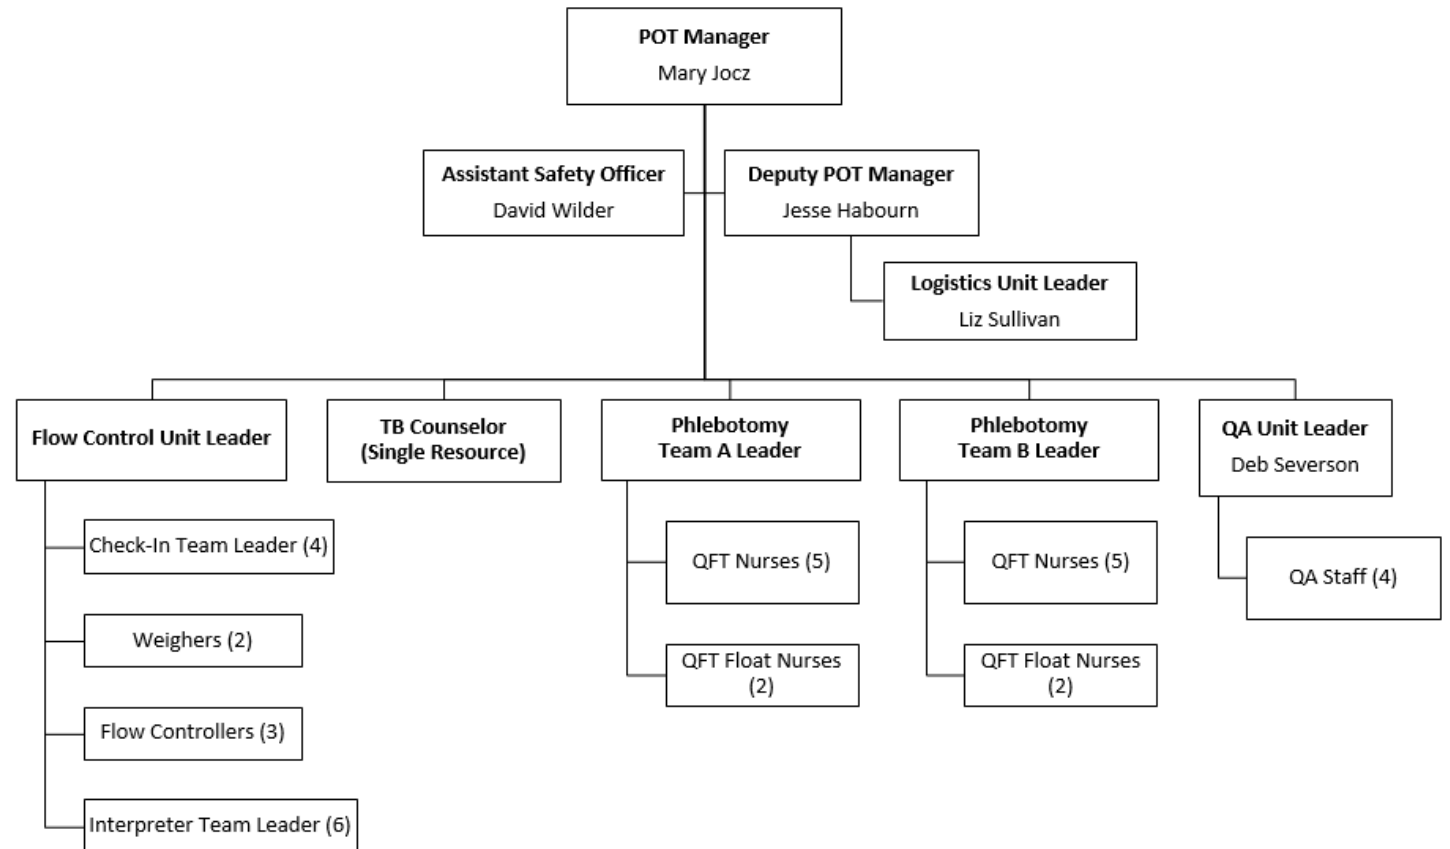 POT Manager
Mary Jocz
Assistant Safety Officer
David Wilder
Deputy POT Manager
Jesse Habourn
Logistics Unit Leader
Liz Sullivan
Flow Control Unit Leader
TB Counselor
(Single Resource)
Phlebotomy
Team A Leader
Phlebotomy
Team B Leader
QA Unit Leader
Deb Severson
Check-In Team Leader (4)
Weighers (2)
Flow Controllers (3)
Interpreter Team Leader (6)
QFT Nurses (5)
QFT Float Nurses
(2)
QFT Nurses (5)
QFT Float Nurses
(2)
QA Staff (4)